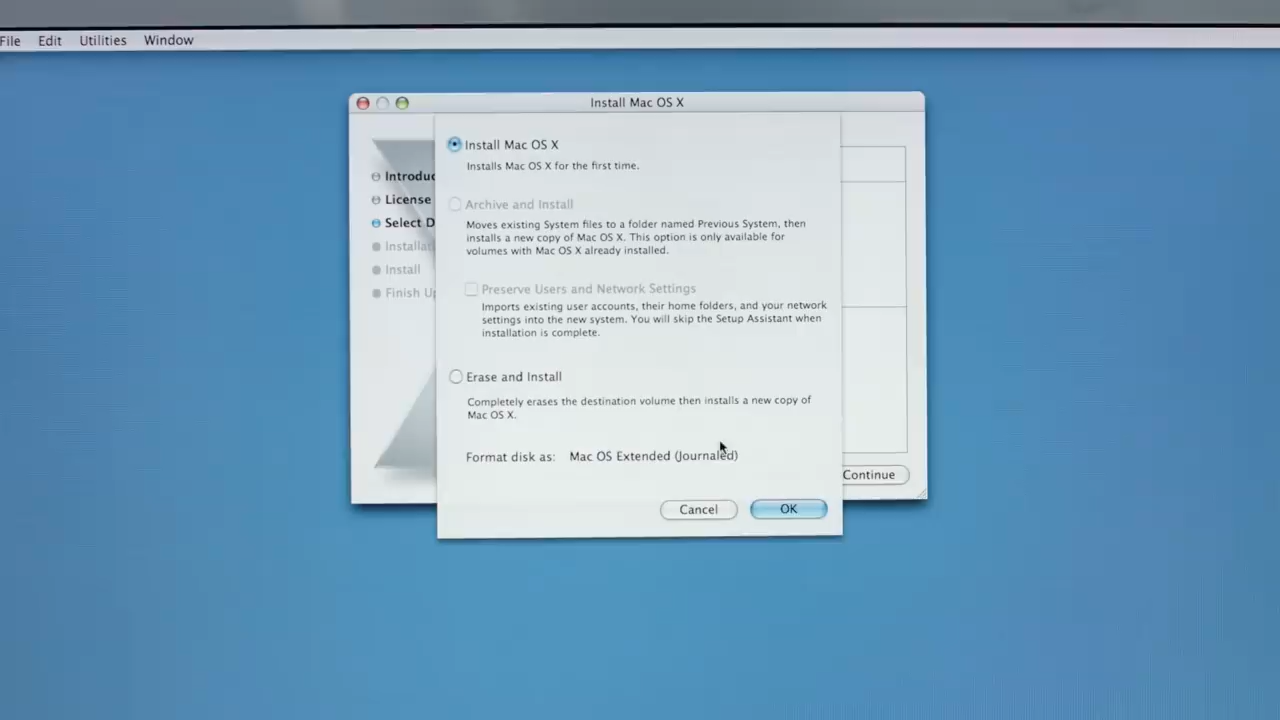 File Edit Utilities Window
Install Mac OS X
Introduc
License
Select D
Installat
Install
Finish Up
Install Mac OS X
Installs Mac OS X for the first time.
Archive and Install
Moves existing System files to a folder named Previous System, then
installs a new copy of Mac OS X. This option is only available for
volumes with Mac OS X already installed.
Preserve Users and Network Settings
Imports existing user accounts, their home folders, and your network
settings into the new system. You will skip the Setup Assistant when
installation is complete.
Erase and Install
Completely erases the destination volume then installs a new copy of
Mac OS X.
Format disk as: Mac OS Extended (Journaled)
Continue
Cancel OK